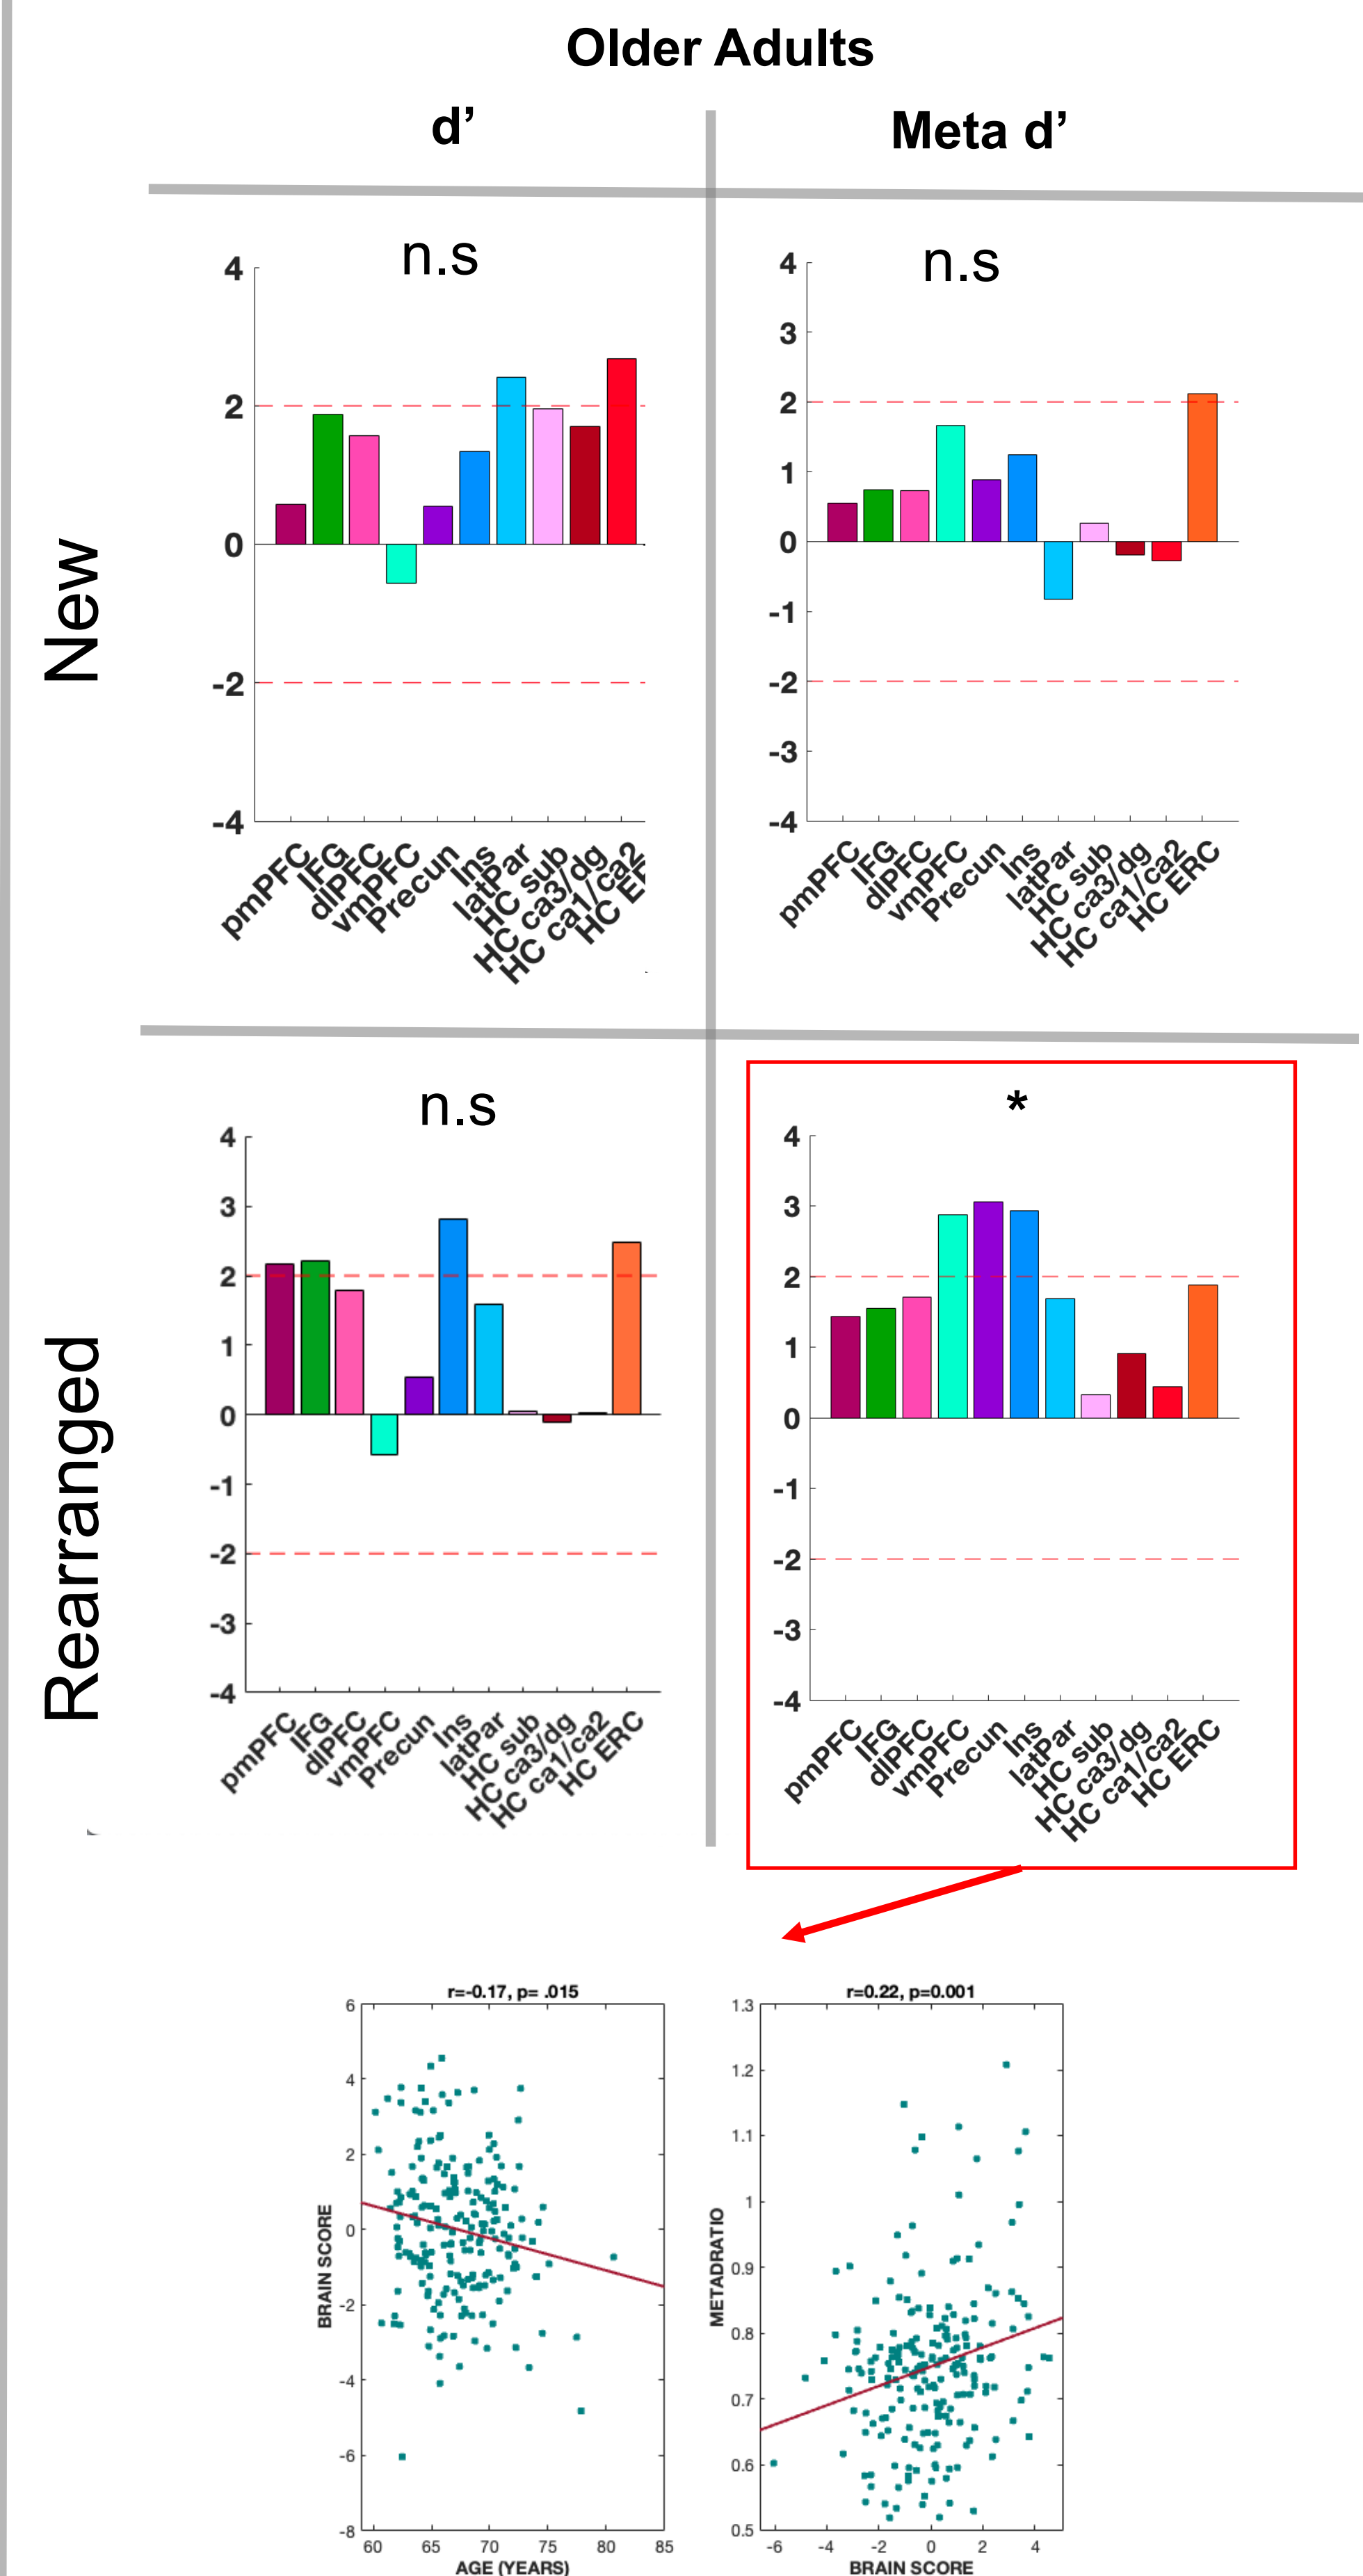 Older Adults
d’
Meta d’
New
n.s
4
2
0
-2
-4
pmPFC
IFG
dlPFC
vmPFC
Precun
Ins
latPar
HC sub
HC ca3/dg
HC ca1/ca2
HC
n.s
4
3
2
1
0
-1
-2
-3
-4
pmPFC
IFG
dlPFC
vmPFC
Precun
Ins
latPar
HC sub
HC ca3/dg
HC ca1/ca2
HC ERC
Rearranged
n.s
4
3
2
1
0
-1
-2
-3
-4
pmPFC
IFG
dlPFC
vmPFC
Precun
Ins
latPar
HC sub
HC ca3/dg
HC ca1/ca2
HC ERC
*
4
3
2
1
0
-1
-2
-3
-4
pmPFC
IFG
dlPFC
vmPFC
Precun
Ins
latPar
HC sub
HC ca3/dg
HC ca1/ca2
HC ERC
r=-0.17, p= .015
BRAIN SCORE
6
4
2
0
-2
-4
-6
-8
60 65 70 75 80 85
AGE (YEARS)
r=0.22, p=0.001
METADRATIO
1.3
1.2
1.1
1
0.9
0.8
0.7
0.6
0.5
-6 -4 -2 0 2 4
BRAIN SCORE